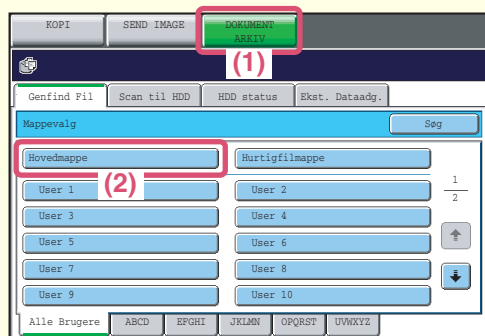 KOPI
SEND IMAGE
DOKUMENT
ARKIV
(1)
Genfind Fil
Scan til HDD
HDD status
Ekst. Dataadg.
Mappevalg
Søg
Hovedmappe
Hurtigfilmappe
(2)
User 1
User 2
1
2
User 3
User 4
User 5
User 6
User 7
User 8
User 9
User 10
Alle Brugere
ABCD
EFGHI
JKLMN
OPQRST
UVWXYZ